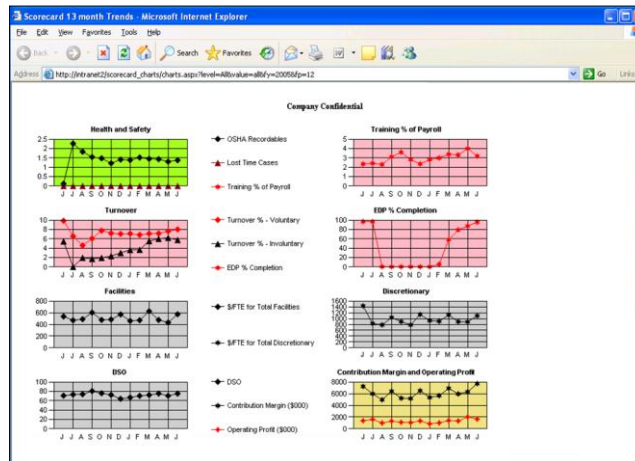 Scorecard 13 month Trends - Microsoft Internet Explorer
File Edit View Favorites Tools Help
Back Search Favorites
Address http://intranet2/scorecard_charts/charts.aspx?level=All&value=all&fy=2005&fp=12 Go Links
Company Confidential
Health and Safety
2.5
2
1.5
1
0.5
0
J J A S O N D J F M A M J
OSHA Recordables
Lost Time Cases
Training % of Payroll
Training % of Payroll
5
4
3
2
1
0
J J A S O N D J F M A M J
Turnover
10
8
6
4
2
0
J J A S O N D J F M A M J
Turnover % - Voluntary
Turnover % - Involuntary
EDP % Completion
EDP % Completion
100
80
60
40
20
0
J J A S O N D J F M A M J
Facilities
800
600
400
200
0
J J A S O N D J F M A M J
$/FTE for Total Facilities
$/FTE for Total Discretionary
Discretionary
1600
1400
1200
1000
800
600
400
200
0
J J A S O N D J F M A M J
DSO
100
80
60
40
20
0
J J A S O N D J F M A M J
DSO
Contribution Margin ($000)
Operating Profit ($000)
Contribution Margin and Operating Profit
8000
6000
4000
2000
0
J J A S O N D J F M A M J